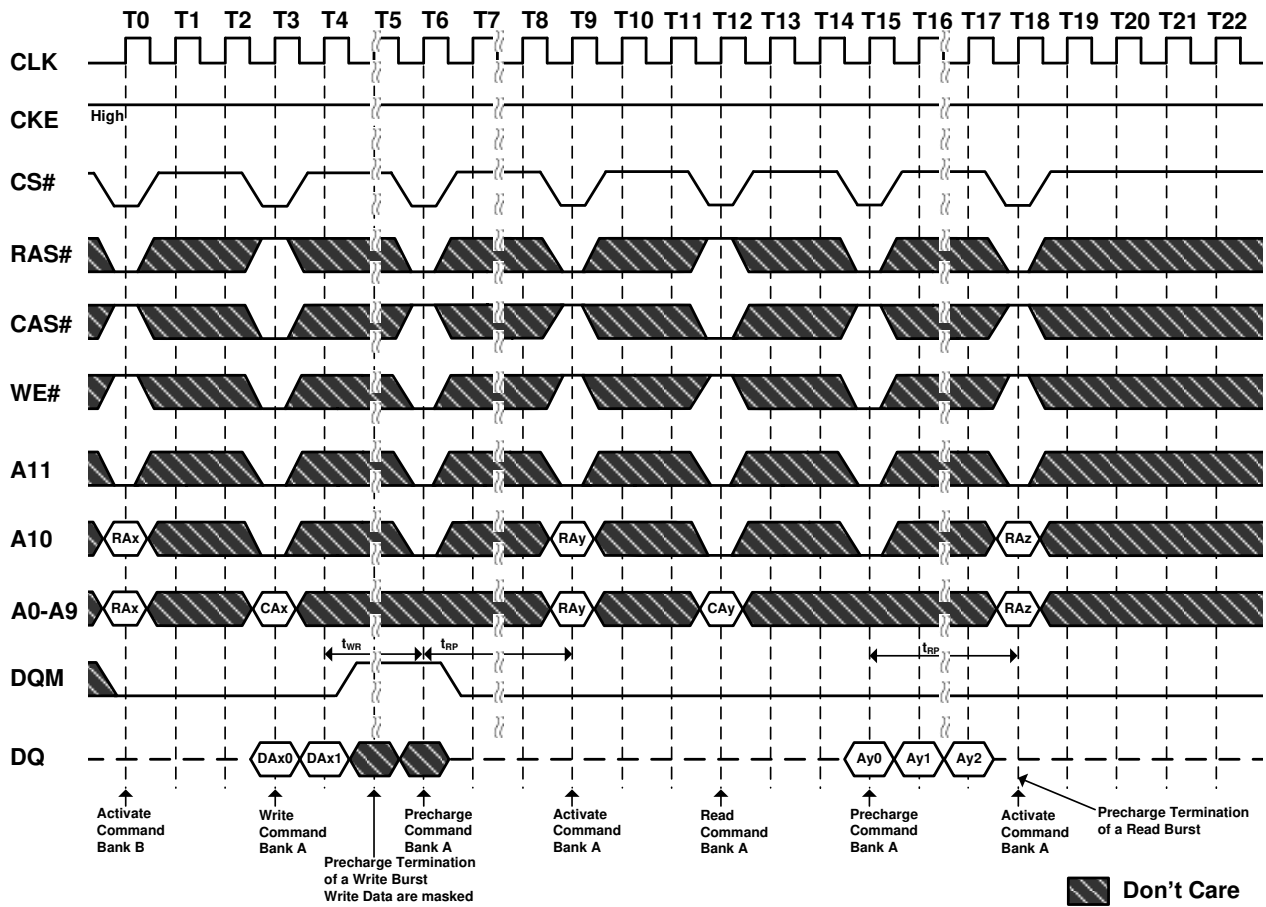 T0 T1 T2 T3 T4 T5 T6 T7 T8 T9 T10 T11 T12 T13 T14 T15 T16 T17 T18 T19 T20 T21 T22
CLK
CKE
High
CS#
RAS#
CAS#
WE#
A11
A10
RAx RAy RAz
A0-A9
RAx CAx RAy CAy RAz
tWR tRP tRP
DQM
DQ
DAx0 DAx1 Ay0 Ay1 Ay2
Activate
Command
Bank B
Write
Command
Bank A
Precharge Termination
of a Write Burst
Write Data are masked
Precharge
Command
Bank A
Activate
Command
Bank A
Read
Command
Bank A
Precharge
Command
Bank A
Activate
Command
Bank A
Precharge Termination
of a Read Burst
Don't Care